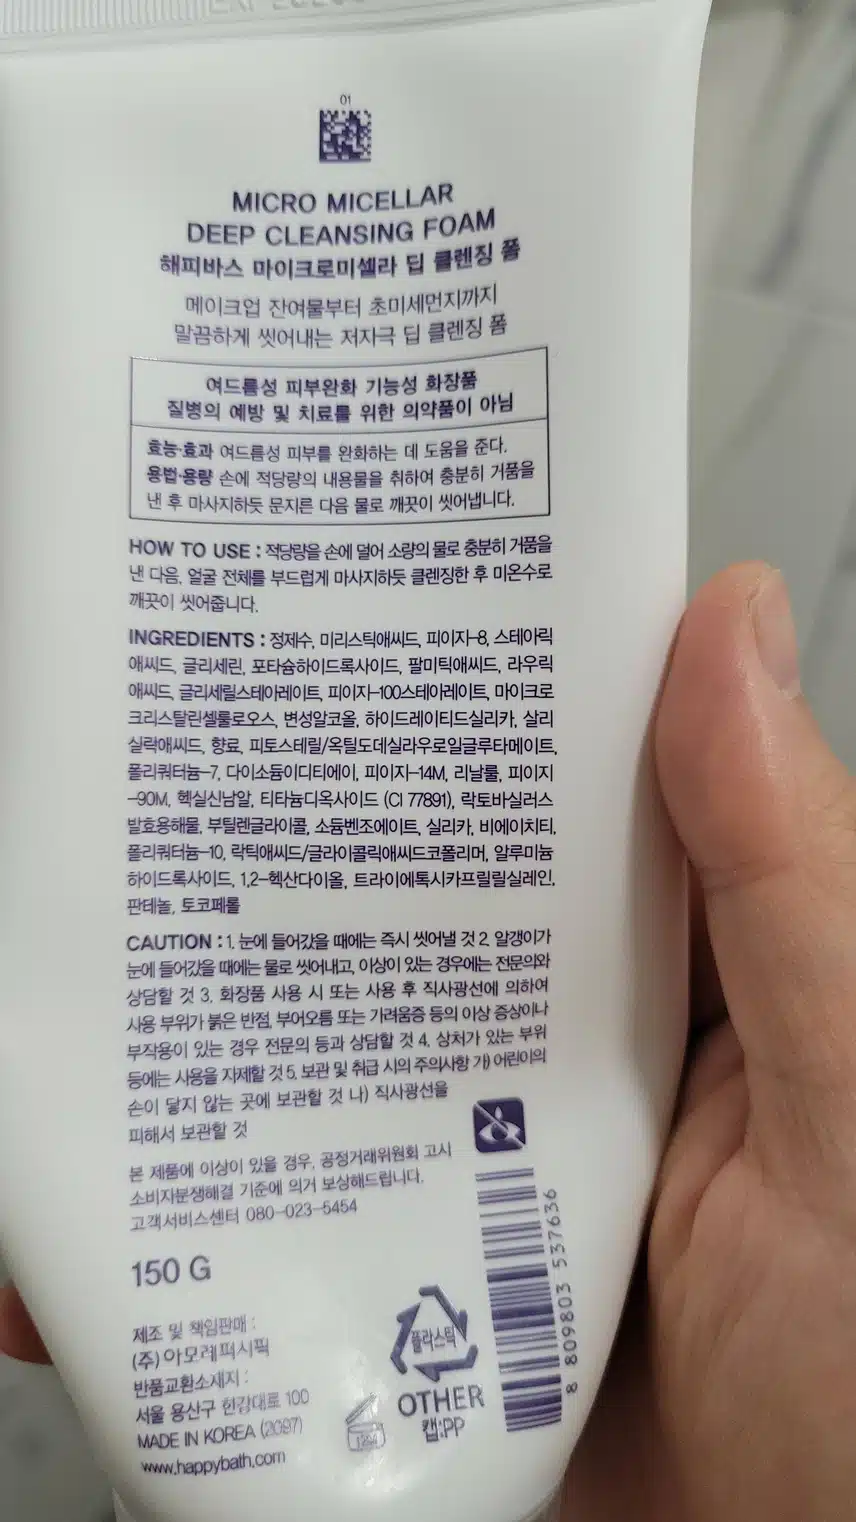 01
MICRO MICELLAR
DEEP CLEANSING FOAM
해피바스 마이크로미셀라 딥 클렌징 폼
메이크업 잔여물부터 초미세먼지까지
말끔하게 씻어내는 저자극 딥 클렌징 폼
여드름성 피부완화 기능성 화장품
질병의 예방 및 치료를 위한 의약품이 아님
효능·효과 여드름성 피부를 완화하는 데 도움을 준다.
용법·용량 손에 적당량의 내용물을 취하여 충분히 거품을
낸 후 마사지하듯 문지른 다음 물로 깨끗이 씻어냅니다.
HOW TO USE : 적당량을 손에 덜어 소량의 물로 충분히 거품을
낸 다음, 얼굴 전체를 부드럽게 마사지하듯 클렌징한 후 미온수로
깨끗이 씻어줍니다.
INGREDIENTS : 정제수, 미리스틱애씨드, 피이지-8, 스테아릭
애씨드, 글리세린, 포타슘하이드록사이드, 팔미틱애씨드, 라우릭
애씨드, 글리세릴스테아레이트, 피이지-100스테아레이트, 마이크로
크리스탈린셀룰로오스, 변성알코올, 하이드레이티드실리카, 살리
실릭애씨드, 향료, 피토스테릴/옥틸도데실라우로일글루타메이트,
폴리쿼터늄-7, 다이소듐이디티에이, 피이지-14M, 리날룰, 피이지
-90M, 헥실신남알, 티타늄디옥사이드 (CI 77891), 락토바실러스
발효용해물, 부틸렌글라이콜, 소듐벤조에이트, 실리카, 비에이치티,
폴리쿼터늄-10, 락틱애씨드/글라이콜릭애씨드코폴리머, 알루미늄
하이드록사이드, 1,2-헥산다이올, 트라이에톡시카프릴릴실레인,
판테놀, 토코페롤
CAUTION : 1. 눈에 들어갔을 때에는 즉시 씻어낼 것 2. 알갱이가
눈에 들어갔을 때에는 물로 씻어내고, 이상이 있는 경우에는 전문의와
상담할 것 3. 화장품 사용 시 또는 사용 후 직사광선에 의하여
사용 부위가 붉은 반점, 부어오름 또는 가려움증 등의 이상 증상이나
부작용이 있는 경우 전문의 등과 상담할 것 4. 상처가 있는 부위
등에는 사용을 자제할 것 5. 보관 및 취급 시의 주의사항 가) 어린이의
손이 닿지 않는 곳에 보관할 것 나) 직사광선을
피해서 보관할 것
본 제품에 이상이 있을 경우, 공정거래위원회 고시
소비자분쟁해결 기준에 의거 보상해드립니다.
고객서비스센터 080-023-5454
150 G
제조 및 책임판매 :
(주)아모레퍼시픽
반품교환소재지 :
서울 용산구 한강대로 100
MADE IN KOREA (2097)
www.happybath.com
12M
플라스틱
OTHER
캡:PP
8 809803 537636